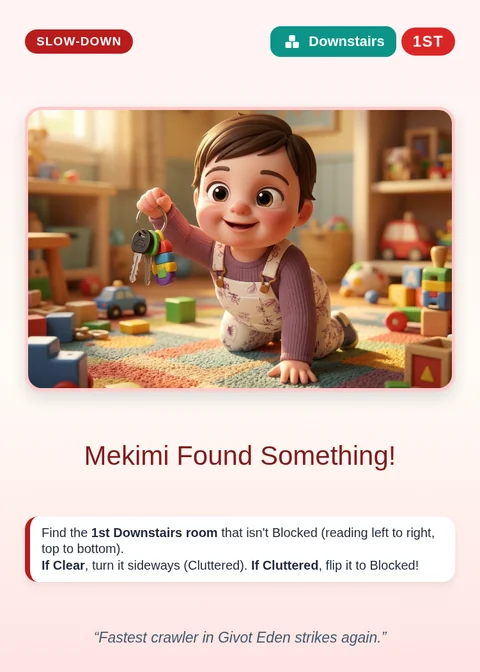 SLOW-DOWN
Downstairs
1ST
Mekimi Found Something!
Find the 1st Downstairs room that isn't Blocked (reading left to right,
top to bottom).
If Clear, turn it sideways (Cluttered). If Cluttered, flip it to Blocked!
“Fastest crawler in Givot Eden strikes again.”